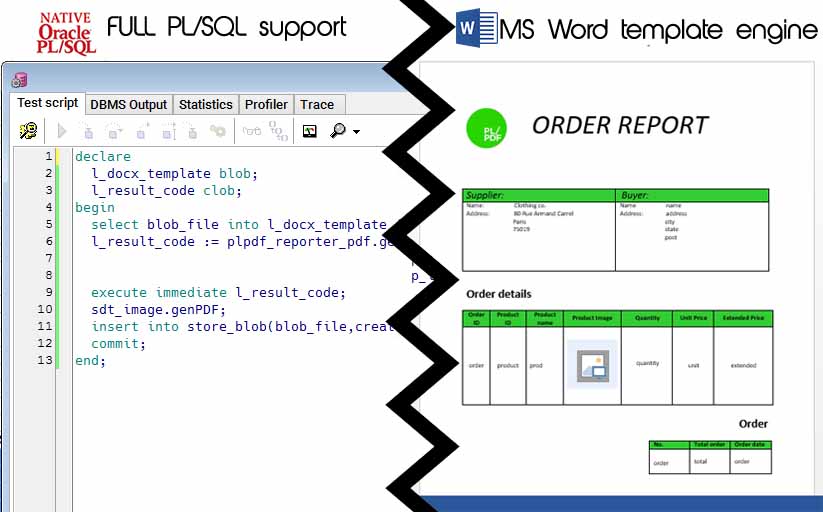 NATIVE
Oracle
PL/SQL
FULL PL/SQL support
W
MS Word template engine
Test script
DBMS Output
Statistics
Profiler
Trace
1 declare
2 l_docx_template blob;
3 l_result_code clob;
4 begin
5 select blob_file into l_docx_template
6 l_result_code := plpdf_reporter_pdf.ge
7
8 p_
9 execute immediate l_result_code;
10 sdt_image.genPDF;
11 insert into store_blob(blob_file,creat
12 commit;
13 end;
PL/
PDF
ORDER REPORT
Supplier: Buyer:
Name: Clothing co. Name name
Address: 80 Rue Armand Carrel Address: address
Paris city
75019 state
post
Order details
Order ID Product ID Product name Product Image Quantity Unit Price Extended Price
order product prod quantity unit extended
Order
No. Total order Order date
order total order